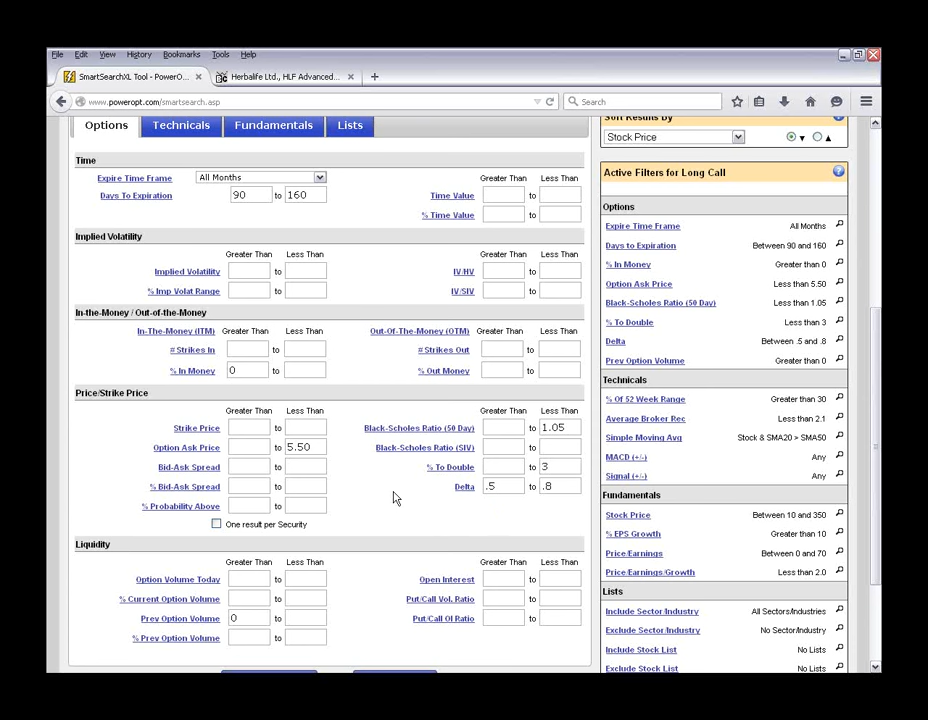 File Edit View History Bookmarks Tools Help
SmartSearchXL Tool - PowerO... × Herbalife Ltd., HLF Advanced... × +
www.poweropt.com/smartsearch.asp Search
Options Technicals Fundamentals Lists
Sort Results by
Stock Price
Time
Expire Time Frame All Months Greater Than Less Than
Days To Expiration 90 to 160 Time Value to
% Time Value to
Implied Volatility
Greater Than Less Than Greater Than Less Than
Implied Volatility to IV/HV to
% Imp Volat Range to IV/SIV to
In-the-Money / Out-of-the-Money
In-The-Money (ITM) Greater Than Less Than Out-Of-The-Money (OTM) Greater Than Less Than
# Strikes In to # Strikes Out to
% In Money 0 to % Out Money to
Price/Strike Price
Greater Than Less Than Greater Than Less Than
Strike Price to Black-Scholes Ratio (50 Day) to 1.05
Option Ask Price to 5.50 Black-Scholes Ratio (SIV) to
Bid-Ask Spread to % To Double to 3
% Bid-Ask Spread to Delta .5 to .8
% Probability Above to
One result per Security
Liquidity
Greater Than Less Than Greater Than Less Than
Option Volume Today to Open Interest to
% Current Option Volume to Put/Call Vol. Ratio to
Prev Option Volume 0 to Put/Call OI Ratio to
% Prev Option Volume to
Active Filters for Long Call
Options
Expire Time Frame All Months
Days to Expiration Between 90 and 160
% In Money Greater than 0
Option Ask Price Less than 5.50
Black-Scholes Ratio (50 Day) Less than 1.05
% To Double Less than 3
Delta Between .5 and .8
Prev Option Volume Greater than 0
Technicals
% Of 52 Week Range Greater than 30
Average Broker Rec Less than 2.1
Simple Moving Avg Stock & SMA20 > SMA50
MACD (+/-) Any
Signal (+/-) Any
Fundamentals
Stock Price Between 10 and 350
% EPS Growth Greater than 10
Price/Earnings Between 0 and 70
Price/Earnings/Growth Less than 2.0
Lists
Include Sector/Industry All Sectors/Industries
Exclude Sector/Industry No Sector/Industry
Include Stock List No Lists
Exclude Stock List No Lists